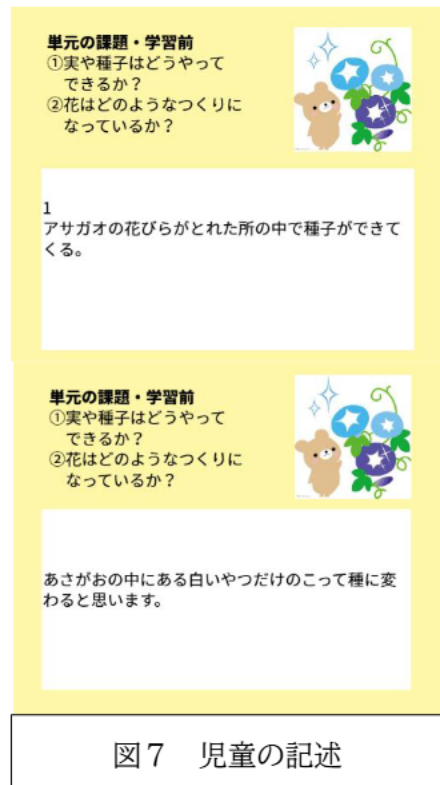 単元の課題・学習前
①実や種子はどうやって
できるか？
②花はどのようなつくりに
なっているか？
1
アサガオの花びらがとれた所の中で種子ができて
くる。
単元の課題・学習前
①実や種子はどうやって
できるか？
②花はどのようなつくりに
なっているか？
あさがおの中にある白いやつだけのこって種に変
わると思います。
図７　児童の記述